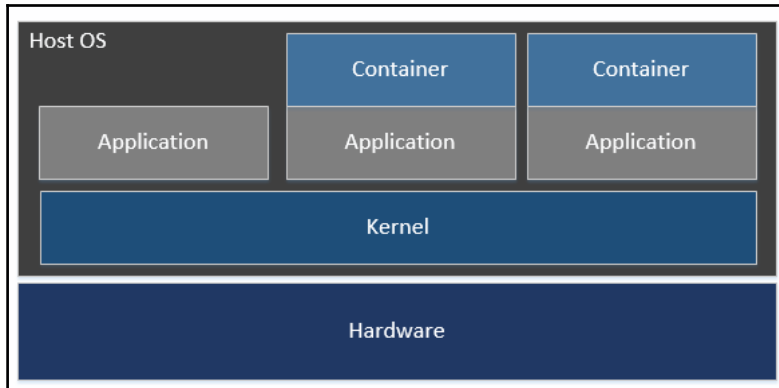 Host OS
Container
Container
Application
Application
Application
Kernel
Hardware